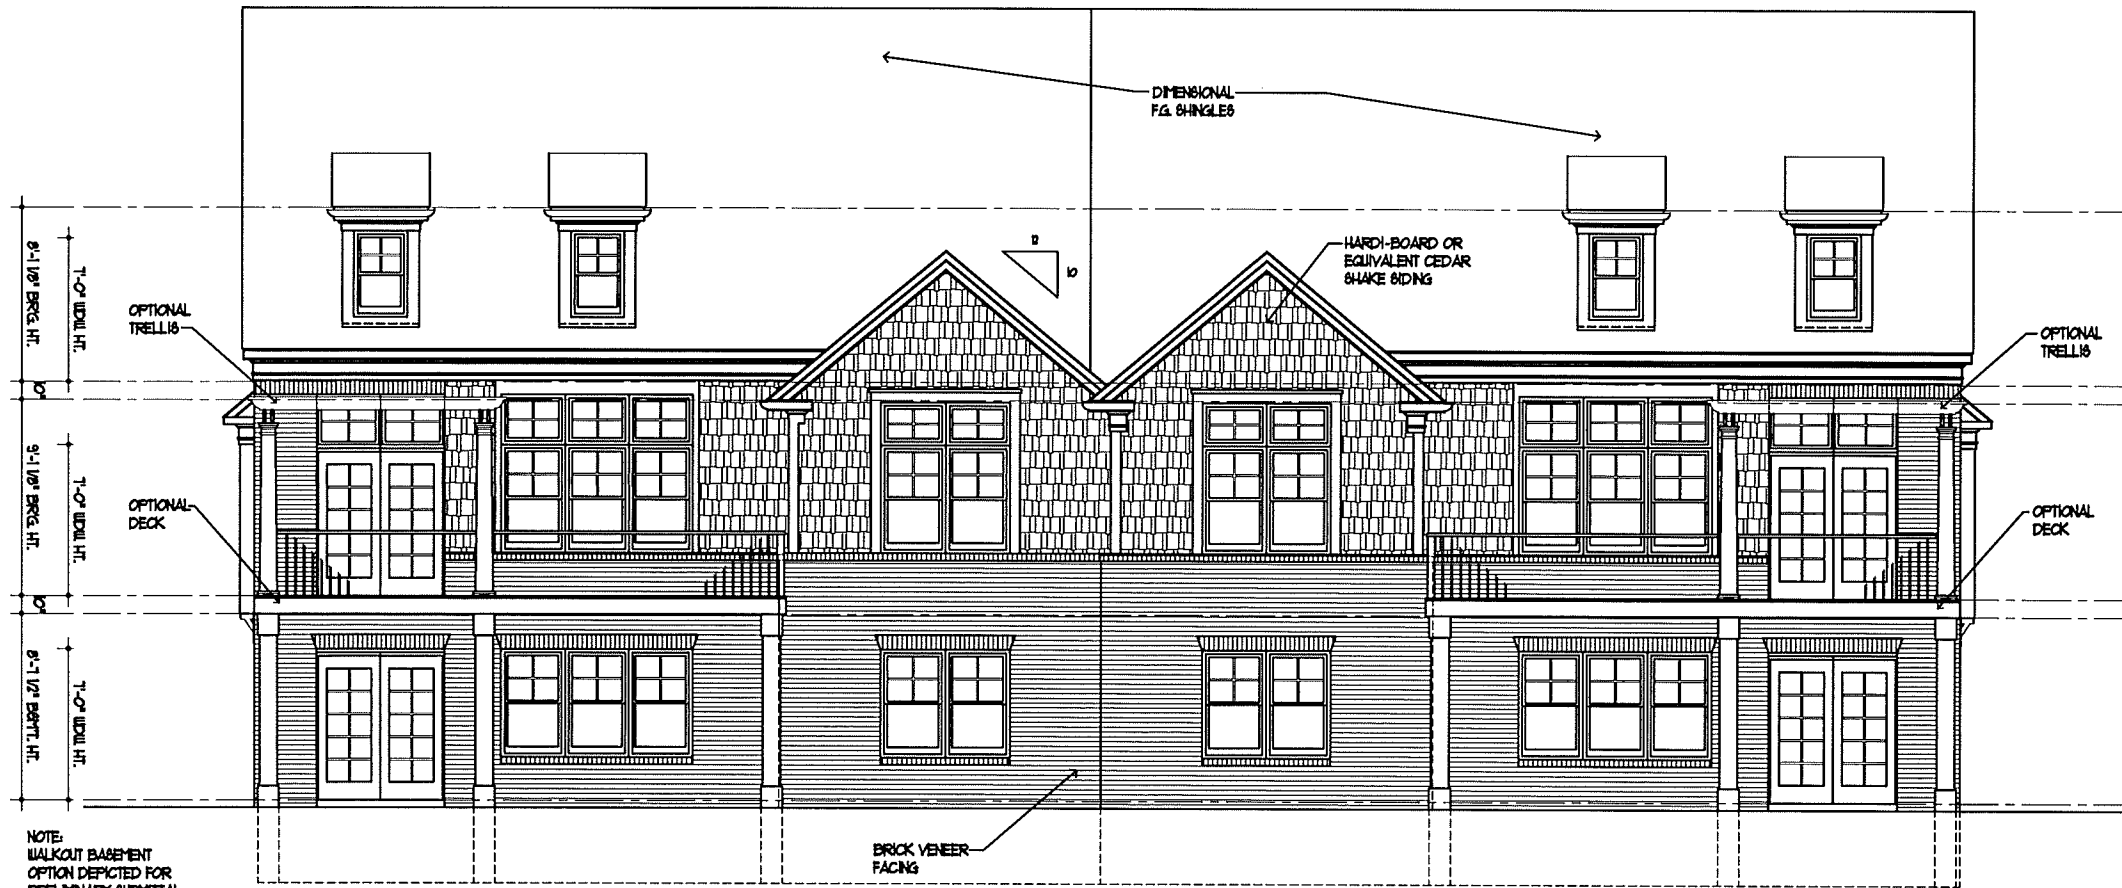 DIMENSIONAL
F.G. SHINGLES
12
10
HARDI-BOARD OR
EQUIVALENT CEDAR
SHAKE SIDING
OPTIONAL
TRELLIS
OPTIONAL
TRELLIS
OPTIONAL
DECK
OPTIONAL
DECK
8'-1 1/8" BRG. HT.
7'-0" WDW. HT.
10"
9'-1 1/8" BRG. HT.
7'-0" WDW. HT.
10"
8'-7 1/2" BSMT. HT.
7'-0" WDW. HT.
BRICK VENEER
FACING
NOTE:
WALKOUT BASEMENT
OPTION DEPICTED FOR